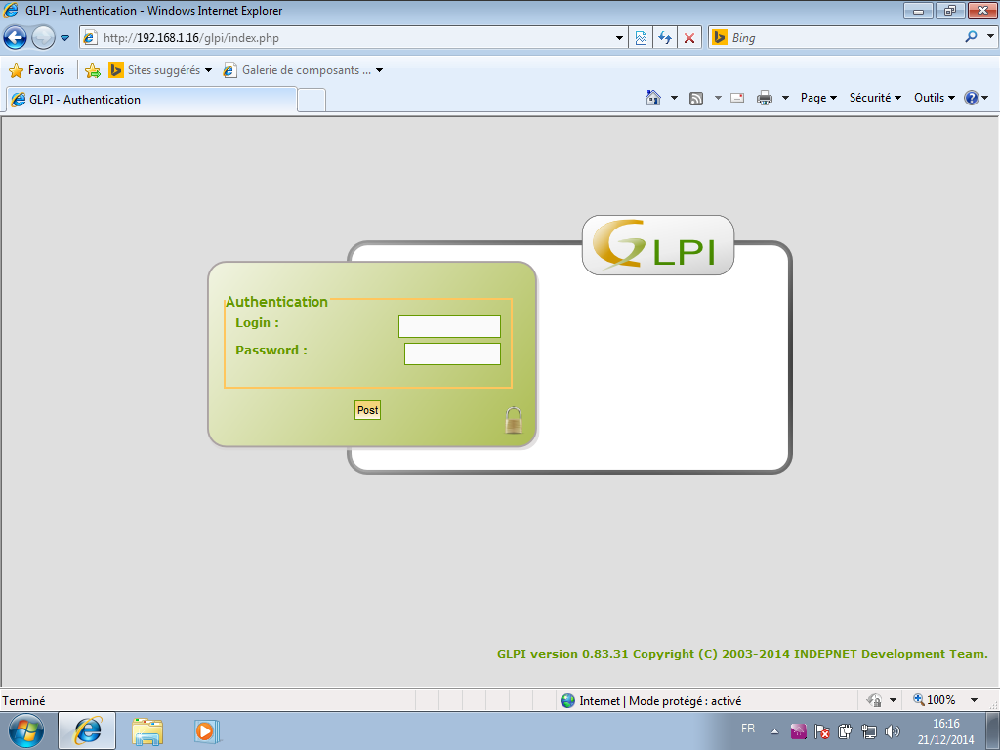 GLPI - Authentication - Windows Internet Explorer
http://192.168.1.16/glpi/index.php
Bing
Favoris
Sites suggérés
Galerie de composants ...
GLPI - Authentication
Page
Sécurité
Outils
GLPI
Authentication
Login :
Password :
Post
GLPI version 0.83.31 Copyright (C) 2003-2014 INDEPNET Development Team.
Terminé
Internet | Mode protégé : activé
100%
FR
16:16
21/12/2014